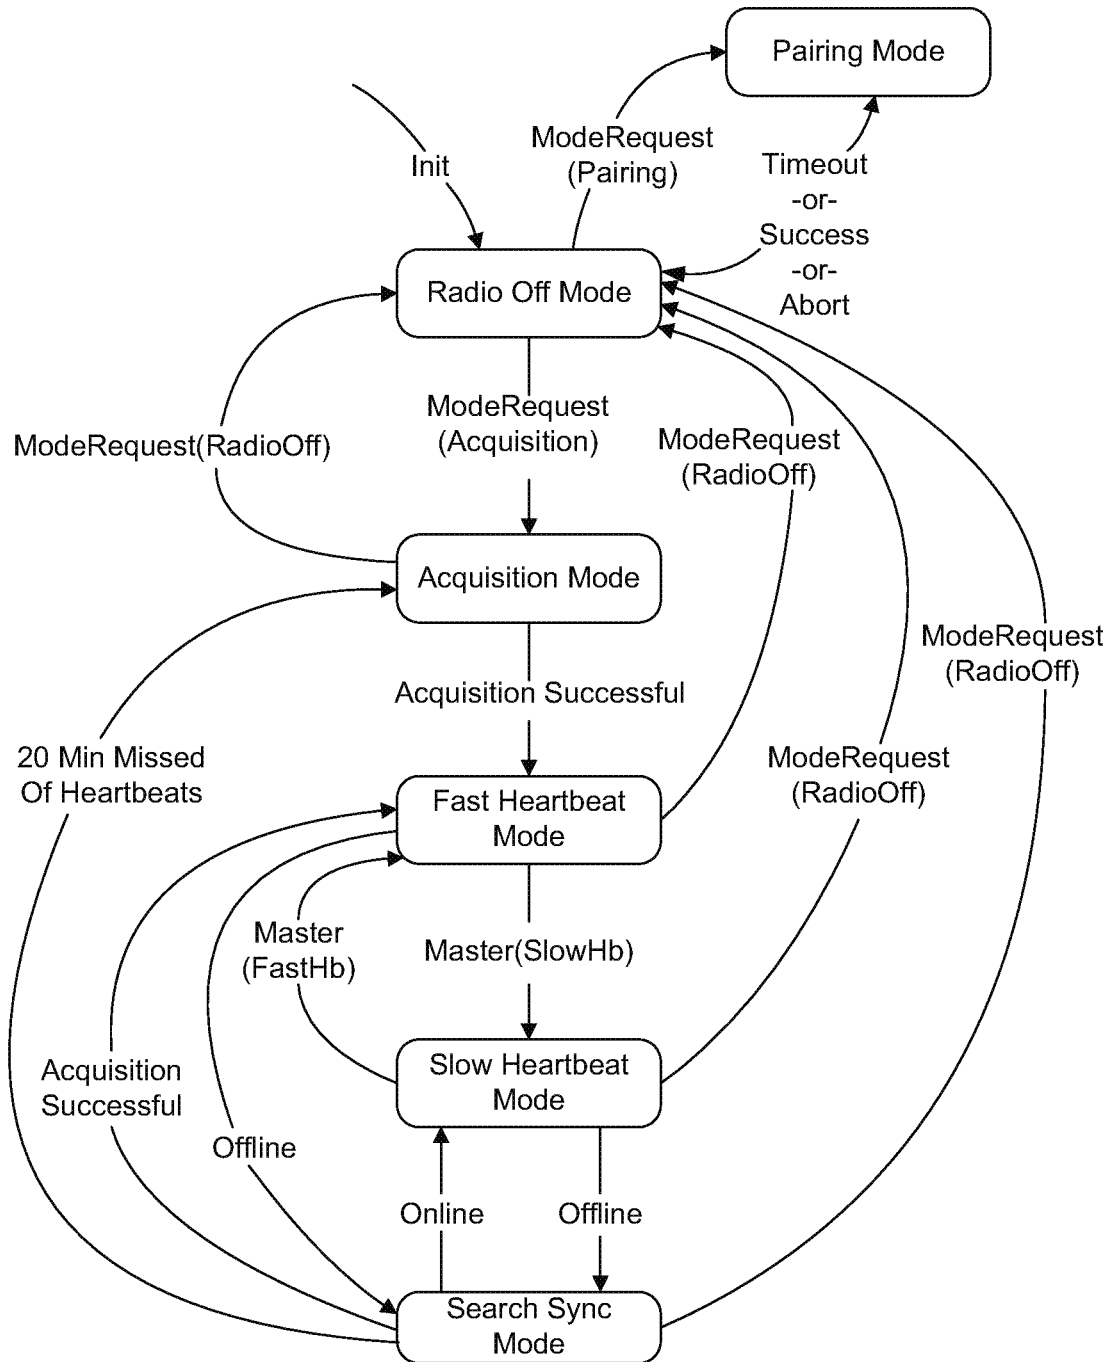 Pairing Mode
Init
ModeRequest
(Pairing)
Timeout
-or-
Success
-or-
Abort
Radio Off Mode
ModeRequest
(Acquisition)
ModeRequest(RadioOff)
ModeRequest
(RadioOff)
Acquisition Mode
ModeRequest
(RadioOff)
Acquisition Successful
20 Min Missed
Of Heartbeats
ModeRequest
(RadioOff)
Fast Heartbeat
Mode
Master
(FastHb)
Master(SlowHb)
Slow Heartbeat
Mode
Acquisition
Successful
Offline
Online
Offline
Search Sync
Mode